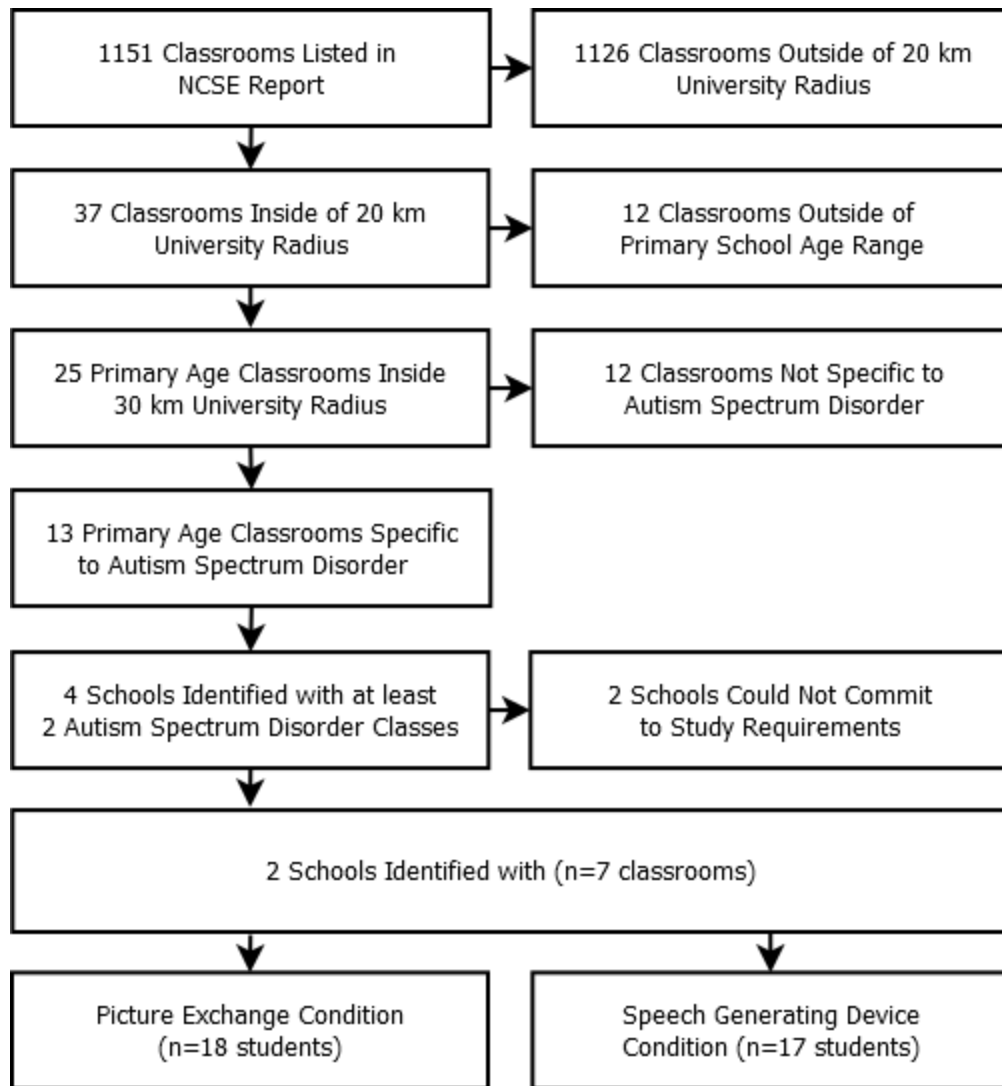 1151 Classrooms Listed in
NCSE Report
1126 Classrooms Outside of 20 km
University Radius
37 Classrooms Inside of 20 km
University Radius
12 Classrooms Outside of
Primary School Age Range
25 Primary Age Classrooms Inside
30 km University Radius
12 Classrooms Not Specific to
Autism Spectrum Disorder
13 Primary Age Classrooms Specific
to Autism Spectrum Disorder
4 Schools Identified with at least
2 Autism Spectrum Disorder Classes
2 Schools Could Not Commit
to Study Requirements
2 Schools Identified with (n=7 classrooms)
Picture Exchange Condition
(n=18 students)
Speech Generating Device
Condition (n=17 students)